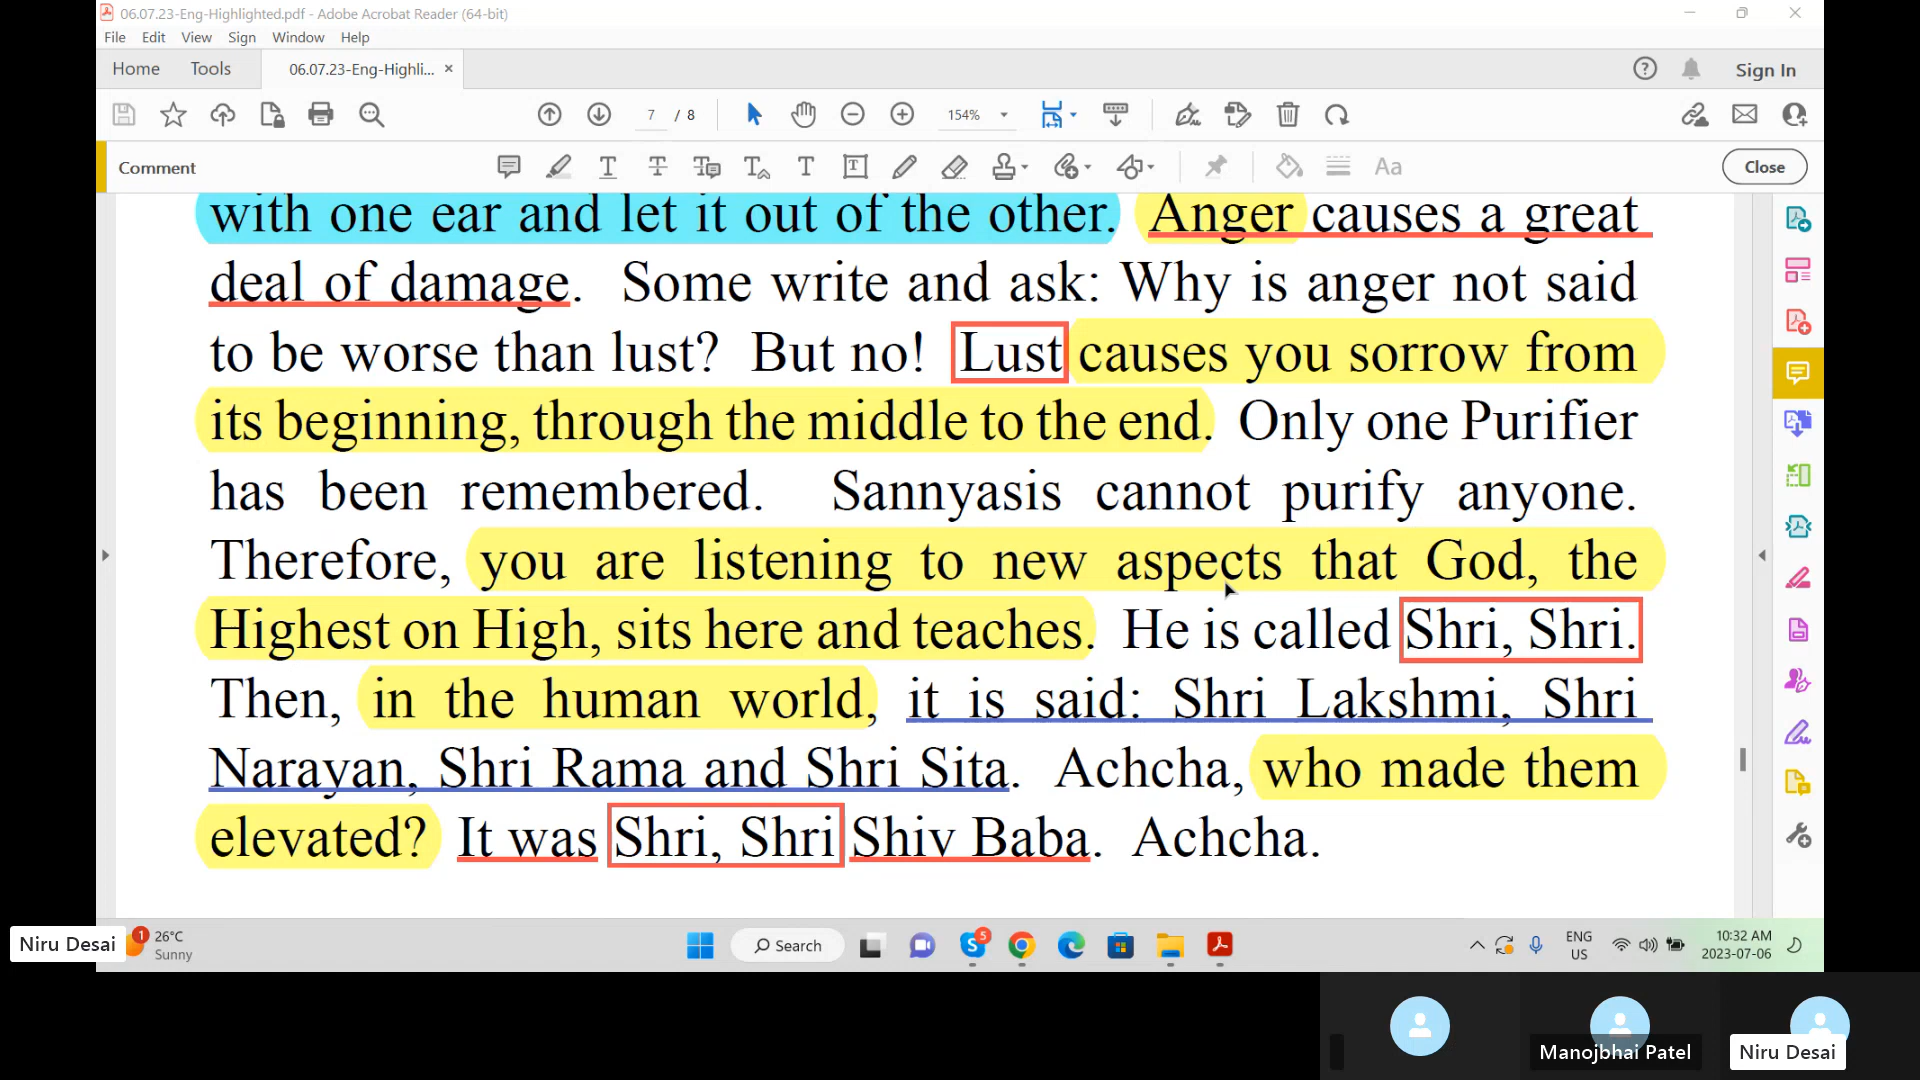 06.07.23-Eng-Highlighted.pdf - Adobe Acrobat Reader (64-bit)
File Edit View Sign Window Help
Home Tools 06.07.23-Eng-Highli... × Sign In
7 / 8 154%
Comment Close
with one ear and let it out of the other. Anger causes a great
deal of damage. Some write and ask: Why is anger not said
to be worse than lust? But no! Lust causes you sorrow from
its beginning, through the middle to the end. Only one Purifier
has been remembered. Sannyasis cannot purify anyone.
Therefore, you are listening to new aspects that God, the
Highest on High, sits here and teaches. He is called Shri, Shri.
Then, in the human world, it is said: Shri Lakshmi, Shri
Narayan, Shri Rama and Shri Sita. Achcha, who made them
elevated? It was Shri, Shri Shiv Baba. Achcha.
Niru Desai
1 26°C
Sunny
Search
5
ENG
US
10:32 AM
2023-07-06
Manojbhai Patel
Niru Desai